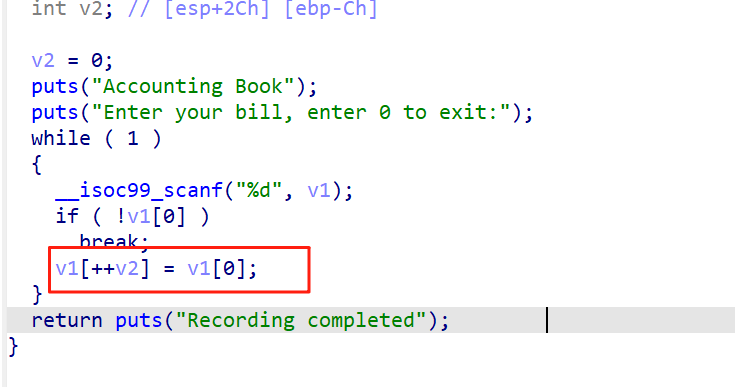 int v2; // [esp+2Ch] [ebp-Ch]
v2 = 0;
puts("Accounting Book");
puts("Enter your bill, enter 0 to exit:");
while ( 1 )
{
__isoc99_scanf("%d", v1);
if ( !v1[0] )
break;
v1[++v2] = v1[0];
}
return puts("Recording completed");
}